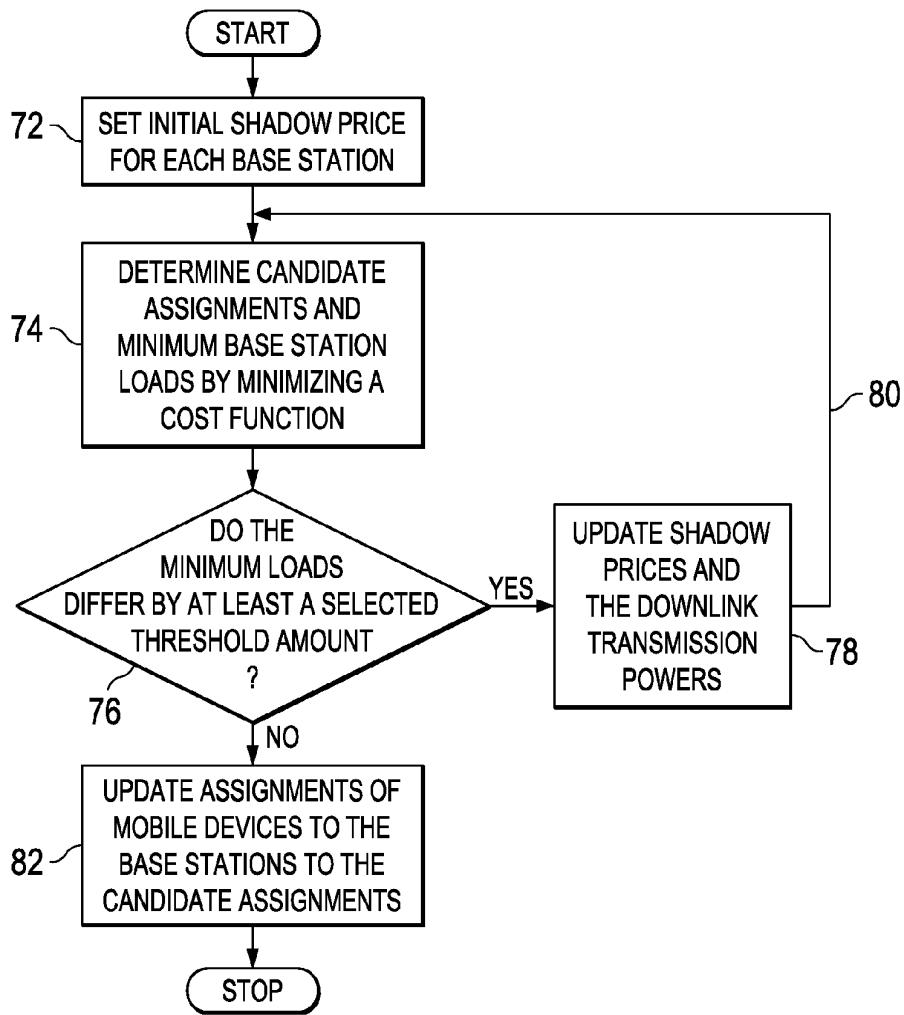 START
72
SET INITIAL SHADOW PRICE
FOR EACH BASE STATION
74
DETERMINE CANDIDATE
ASSIGNMENTS AND
MINIMUM BASE STATION
LOADS BY MINIMIZING A
COST FUNCTION
80
DO THE
MINIMUM LOADS
DIFFER BY AT LEAST A SELECTED
THRESHOLD AMOUNT
?
76
YES
UPDATE SHADOW
PRICES AND
THE DOWNLINK
TRANSMISSION
POWERS
78
NO
82
UPDATE ASSIGNMENTS OF
MOBILE DEVICES TO THE
BASE STATIONS TO THE
CANDIDATE ASSIGNMENTS
STOP